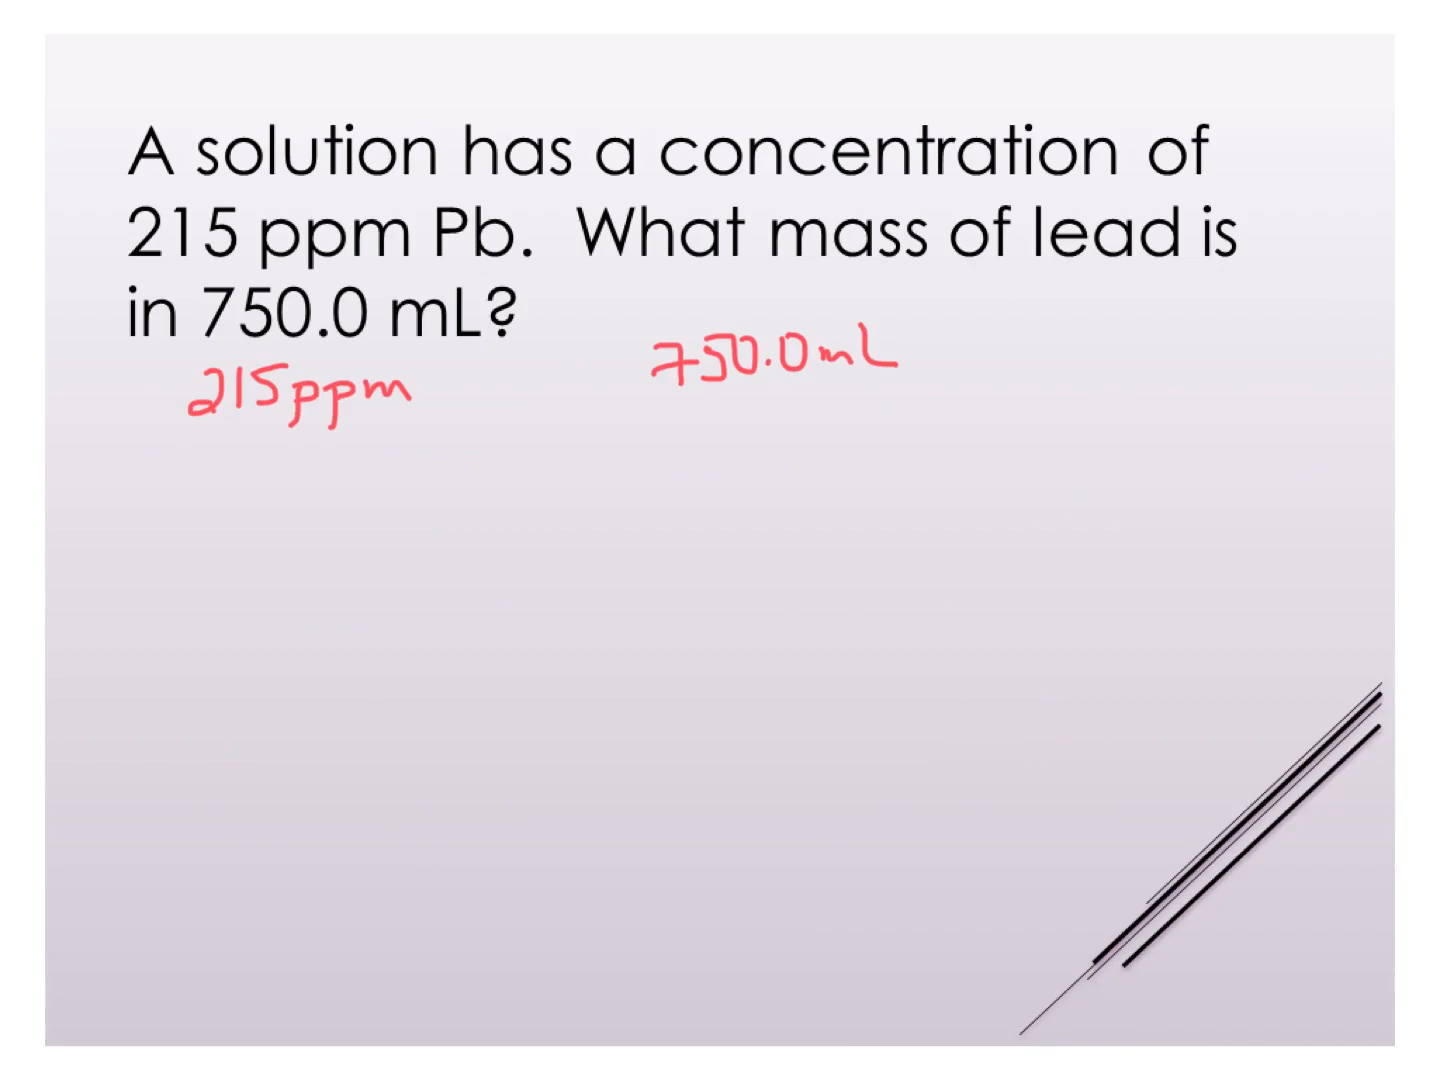 A solution has a concentration of
215 ppm Pb. What mass of lead is
in 750.0 mL?
215ppm 750.0mL